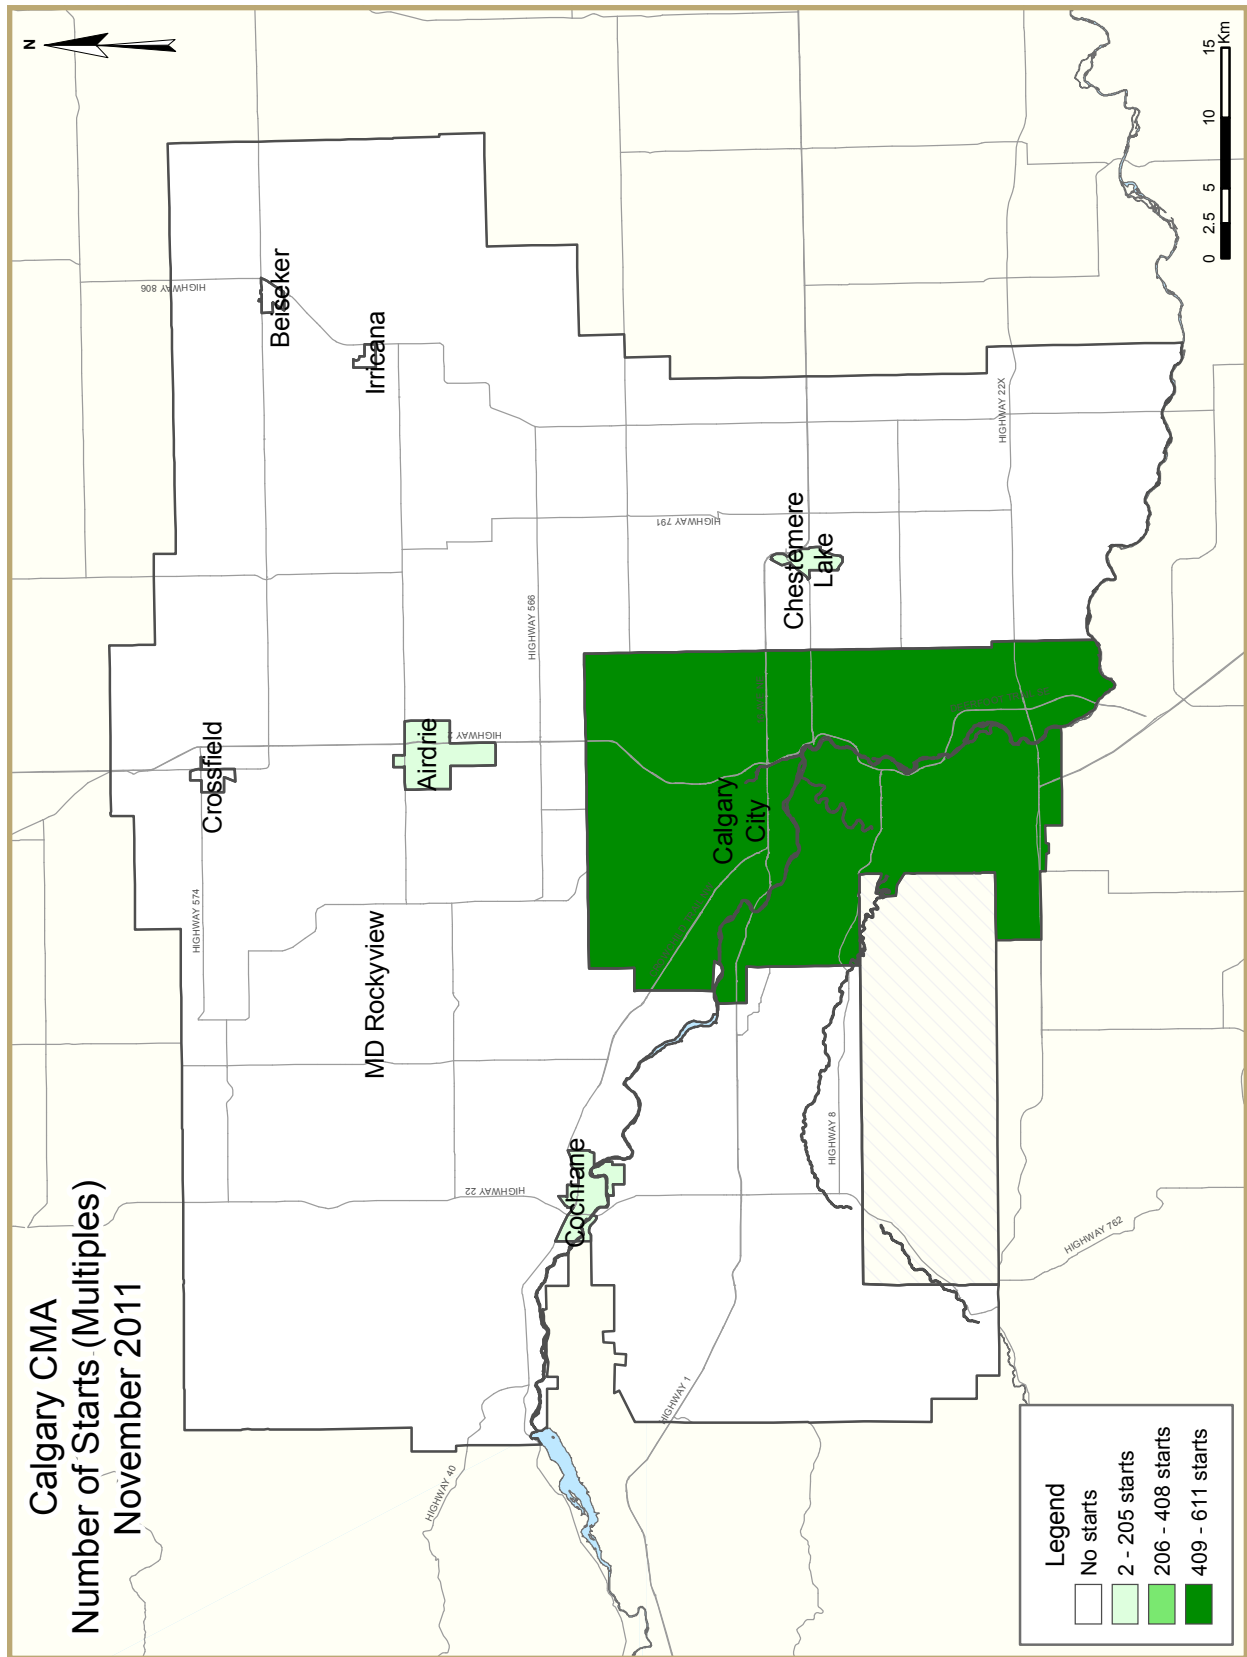 Calgary CMA
Number of Starts (Multiples)
November 2011
N
HIGHWAY 806
Beiseker
Irricana
Crossfield
HIGHWAY 574
Airdrie
HIGHWAY 2
HIGHWAY 566
HIGHWAY 791
MD Rockyview
HIGHWAY 22
Cochrane
HIGHWAY 40
HIGHWAY 1
Calgary
City
Chestemere
Lake
HIGHWAY 22X
HIGHWAY 8
HIGHWAY 762
Legend
No starts
2 - 205 starts
206 - 408 starts
409 - 611 starts
0 2.5 5 10 15
Km